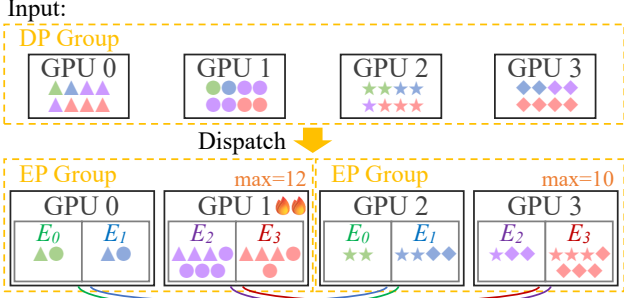 Input:
DP Group
GPU 0 GPU 1 GPU 2 GPU 3
Dispatch
EP Group max=12 EP Group max=10
GPU 0 GPU 1 GPU 2 GPU 3
E0 E1 E2 E3 E0 E1 E2 E3